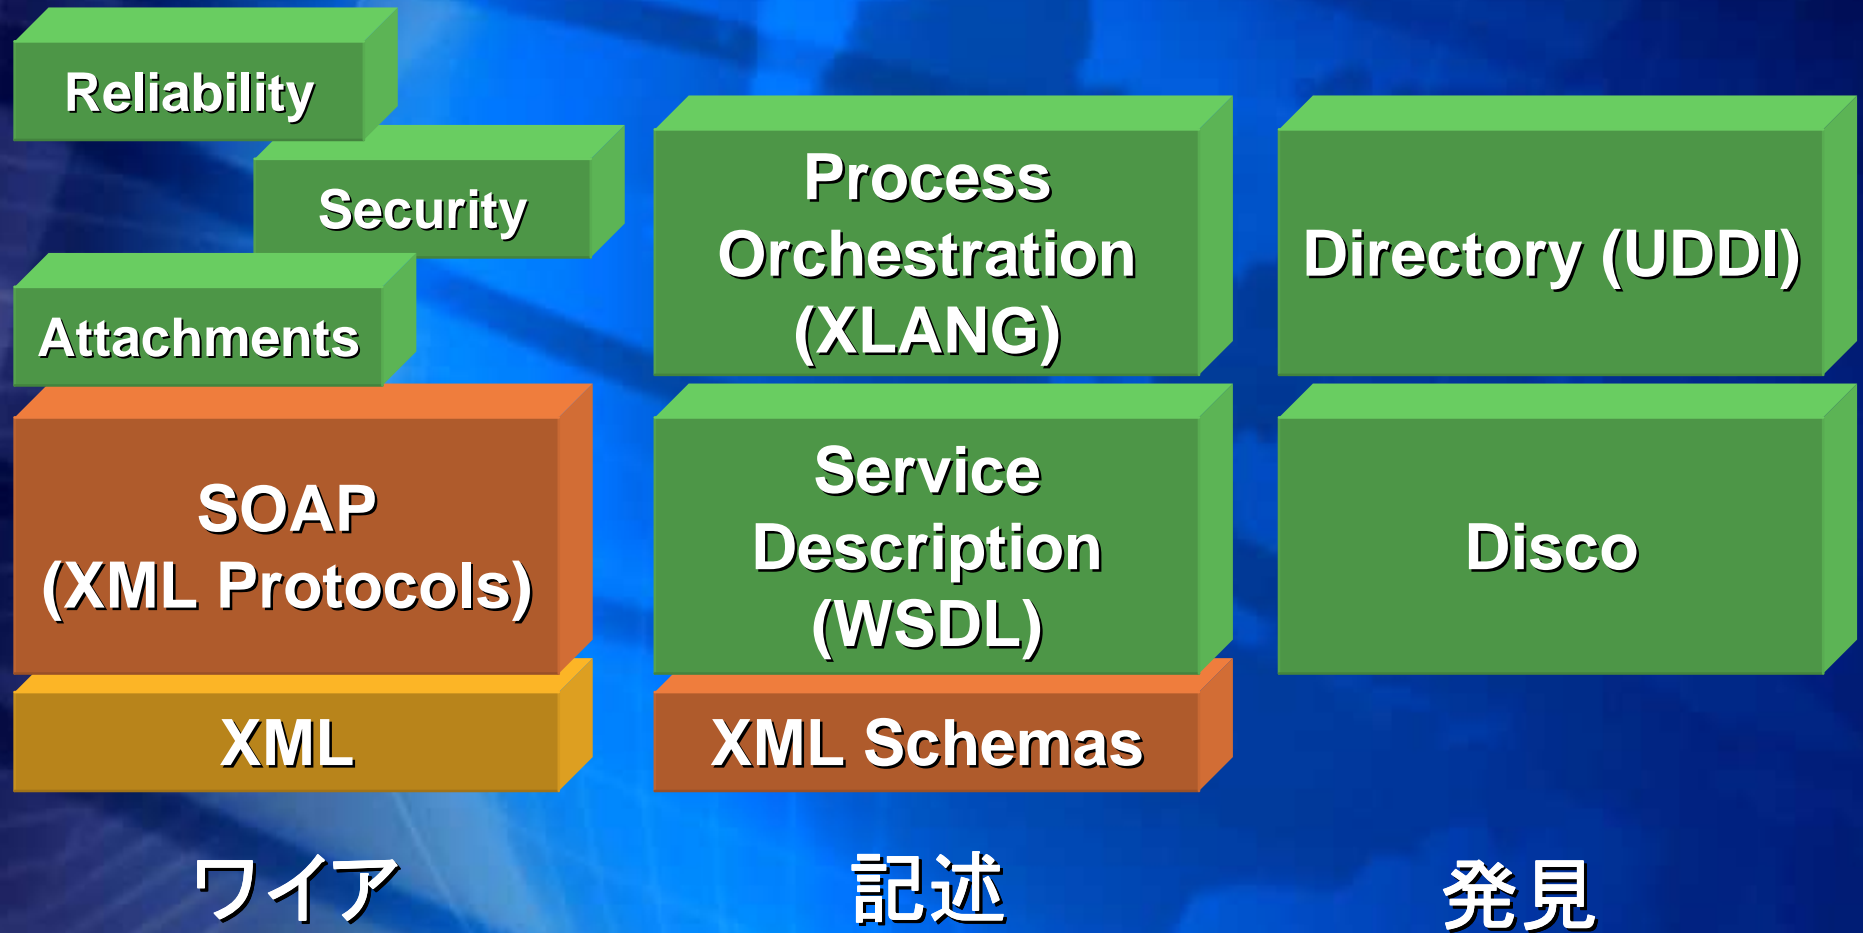 Reliability
Security
Attachments
SOAP
(XML Protocols)
XML
Process
Orchestration
(XLANG)
Service
Description
(WSDL)
XML Schemas
Directory (UDDI)
Disco
ワイア
記述
発見